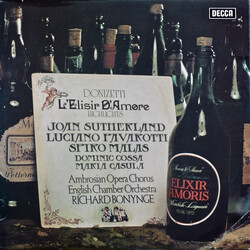 DECCA
DONIZETTI
L'ELISIR D'AMORE
HIGHLIGHTS
JOAN SUTHERLAND
LUCIANO PAVAROTTI
SPIRO MALAS
DOMINIC COSSA
MARIA CASULA
Ambrosian Opera Chorus
English Chamber Orchestra
RICHARD BONYNGE
ELIXIR
AMORIS